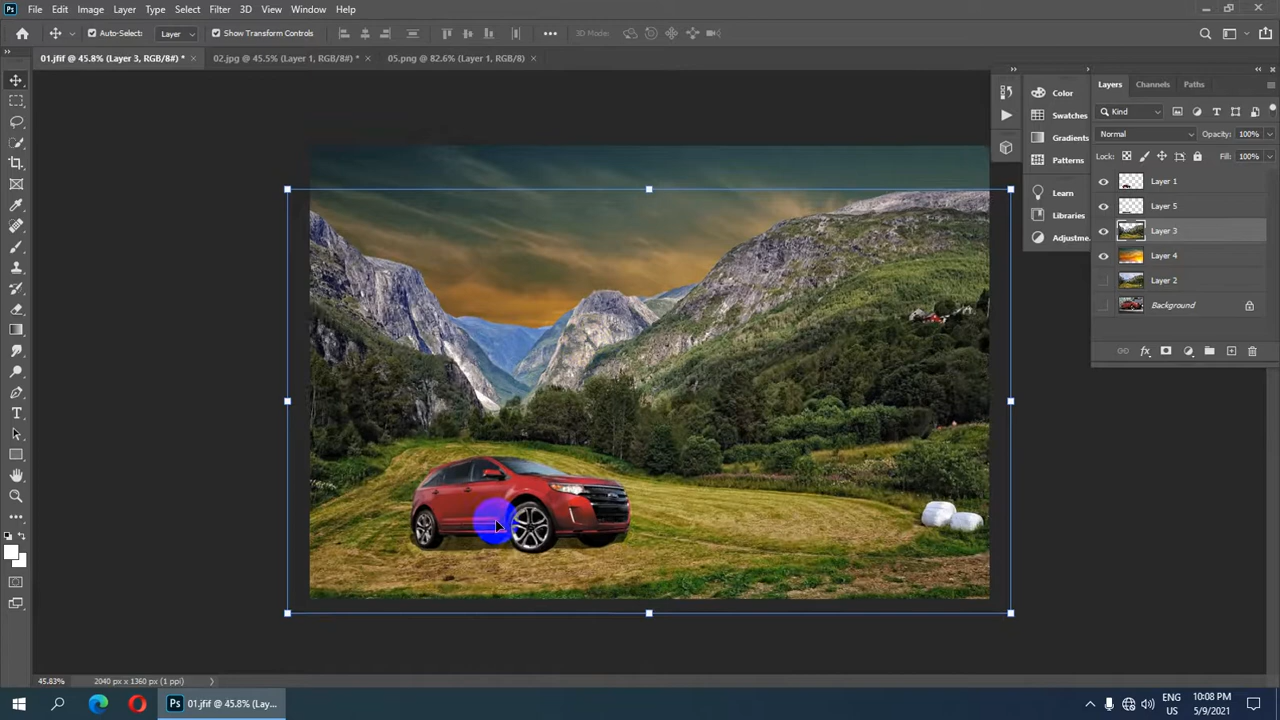 Ps File Edit Image Layer Type Select Filter 3D View Window Help
Auto-Select: Layer Show Transform Controls 3D Mode:
01.jfif @ 45.8% (Layer 3, RGB/8#) * × 02.jpg @ 45.5% (Layer 1, RGB/8#) * × 05.png @ 82.6% (Layer 1, RGB/8) ×
Color
Swatches
Gradients
Patterns
Learn
Libraries
Adjustme...
Layers Channels Paths
Kind
Normal Opacity: 100%
Lock: Fill: 100%
Layer 1
Layer 5
Layer 3
Layer 4
Layer 2
Background
fx
45.83% 2040 px x 1360 px (1 ppi)
Ps 01.jfif @ 45.8% (Lay...
ENG
US
10:08 PM
5/9/2021